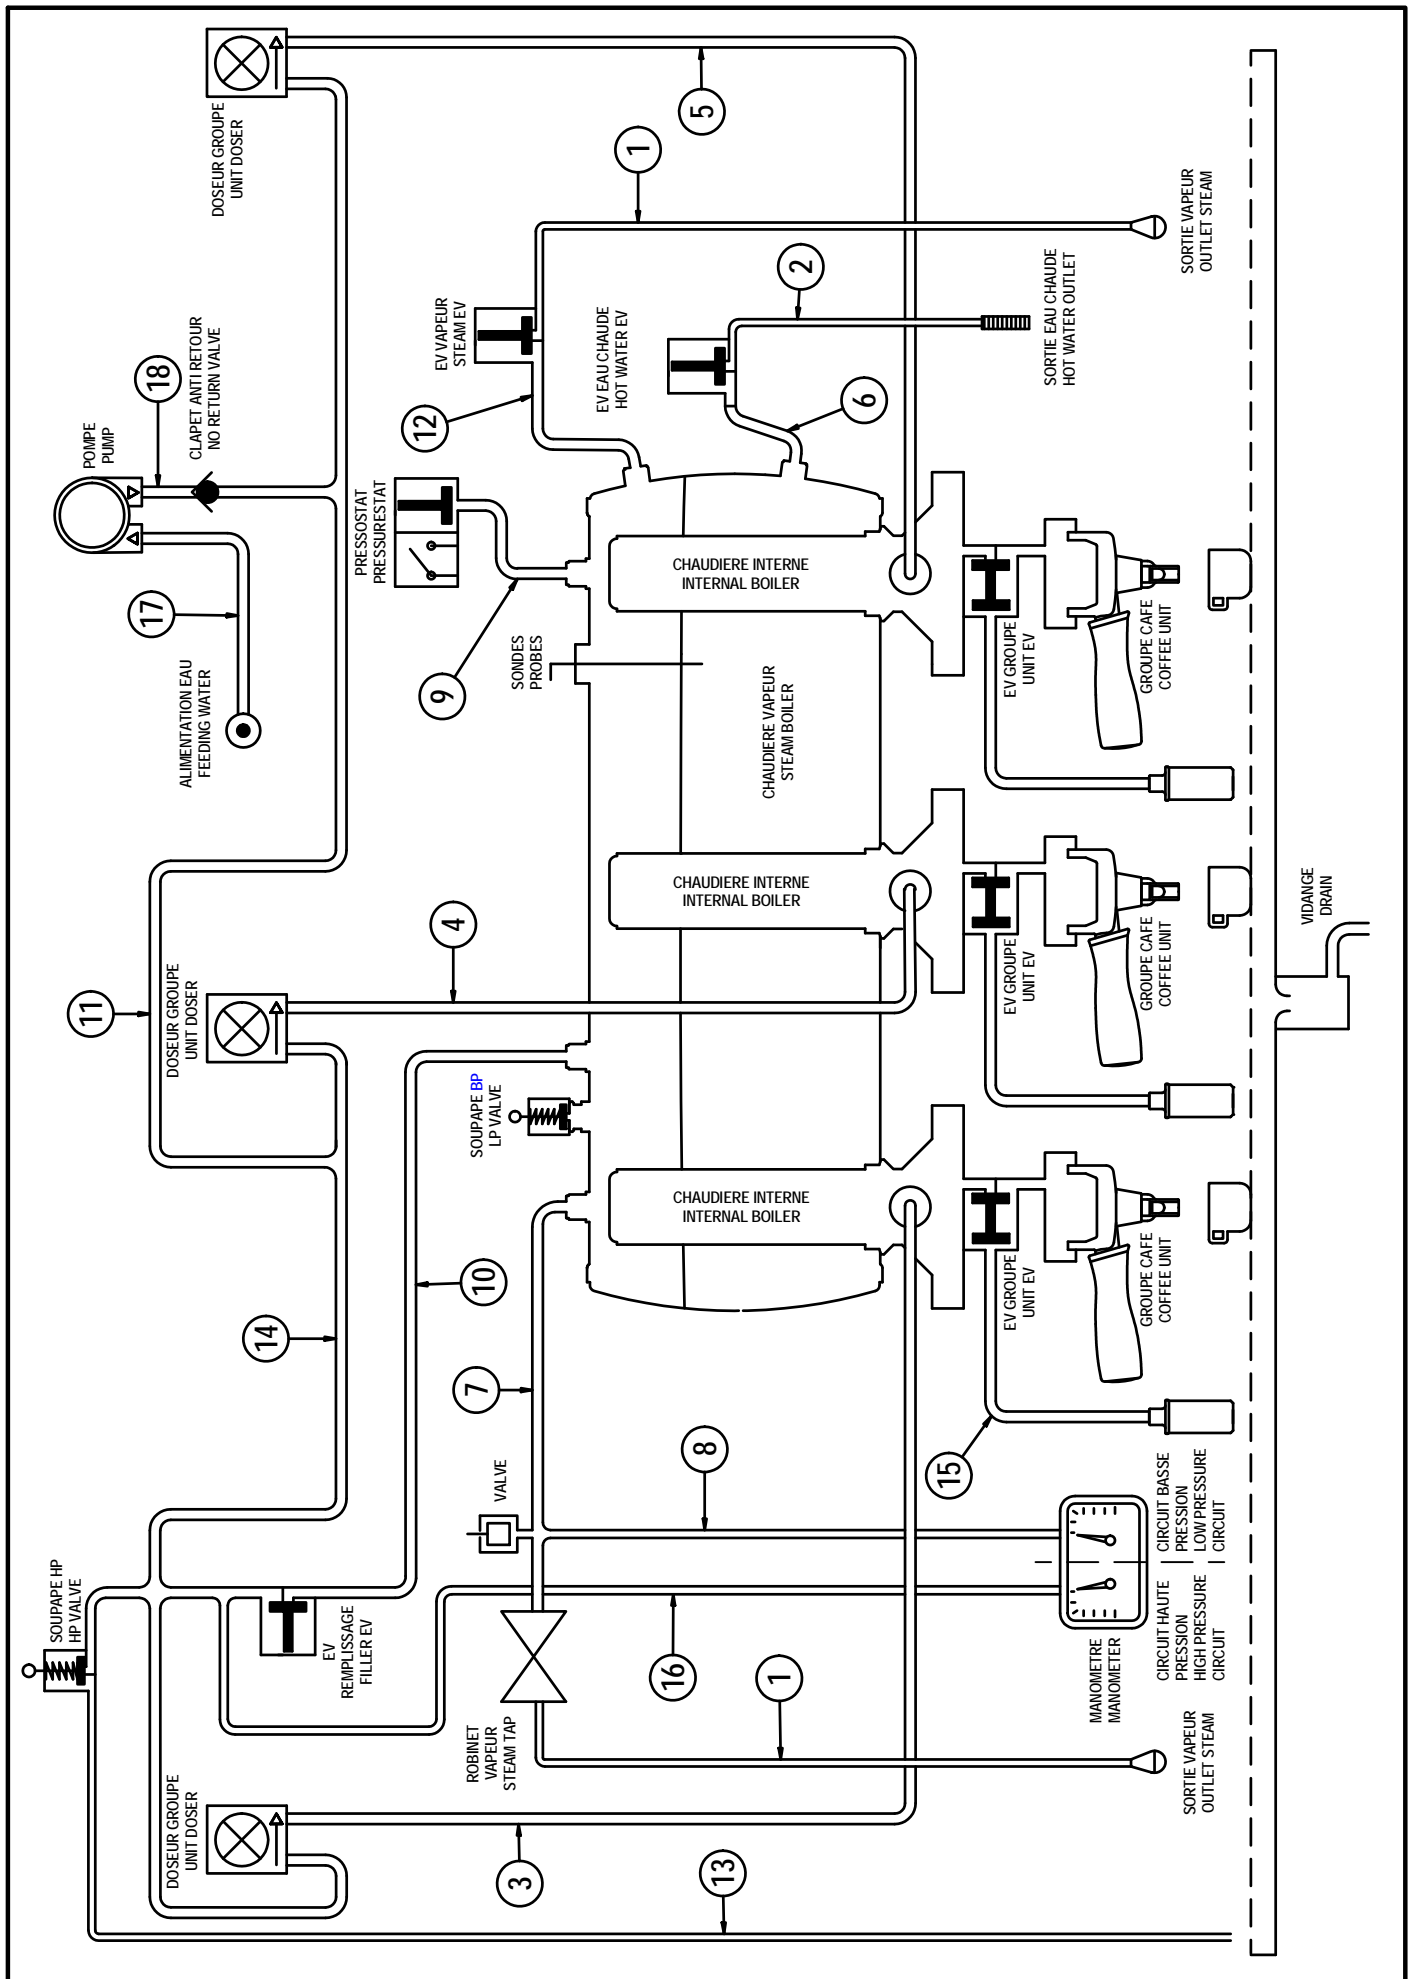 DOSEUR GROUPE
UNIT DOSER
5
1
SORTIE VAPEUR
OUTLET STEAM
2
SORTIE EAU CHAUDE
HOT WATER OUTLET
EV VAPEUR
STEAM EV
EV EAU CHAUDE
HOT WATER EV
12
6
18
CLAPET ANTI RETOUR
NO RETURN VALVE
POMPE
PUMP
PRESSOSTAT
PRESSURESTAT
17
ALIMENTATION EAU
FEEDING WATER
9
SONDES
PROBES
CHAUDIERE INTERNE
INTERNAL BOILER
CHAUDIERE VAPEUR
STEAM BOILER
EV GROUPE
UNIT EV
GROUPE CAFE
COFFEE UNIT
11
DOSEUR GROUPE
UNIT DOSER
4
CHAUDIERE INTERNE
INTERNAL BOILER
EV GROUPE
UNIT EV
GROUPE CAFE
COFFEE UNIT
VIDANGE
DRAIN
SOUPAPE BP
LP VALVE
CHAUDIERE INTERNE
INTERNAL BOILER
EV GROUPE
UNIT EV
GROUPE CAFE
COFFEE UNIT
10
14
7
8
15
VALVE
SOUPAPE HP
HP VALVE
EV
REMPLISSAGE
FILLER EV
16
1
ROBINET
VAPEUR
STEAM TAP
MANOMETRE
MANOMETER
CIRCUIT BASSE
PRESSION
LOW PRESSURE
CIRCUIT
CIRCUIT HAUTE
PRESSION
HIGH PRESSURE
CIRCUIT
SORTIE VAPEUR
OUTLET STEAM
DOSEUR GROUPE
UNIT DOSER
3
13